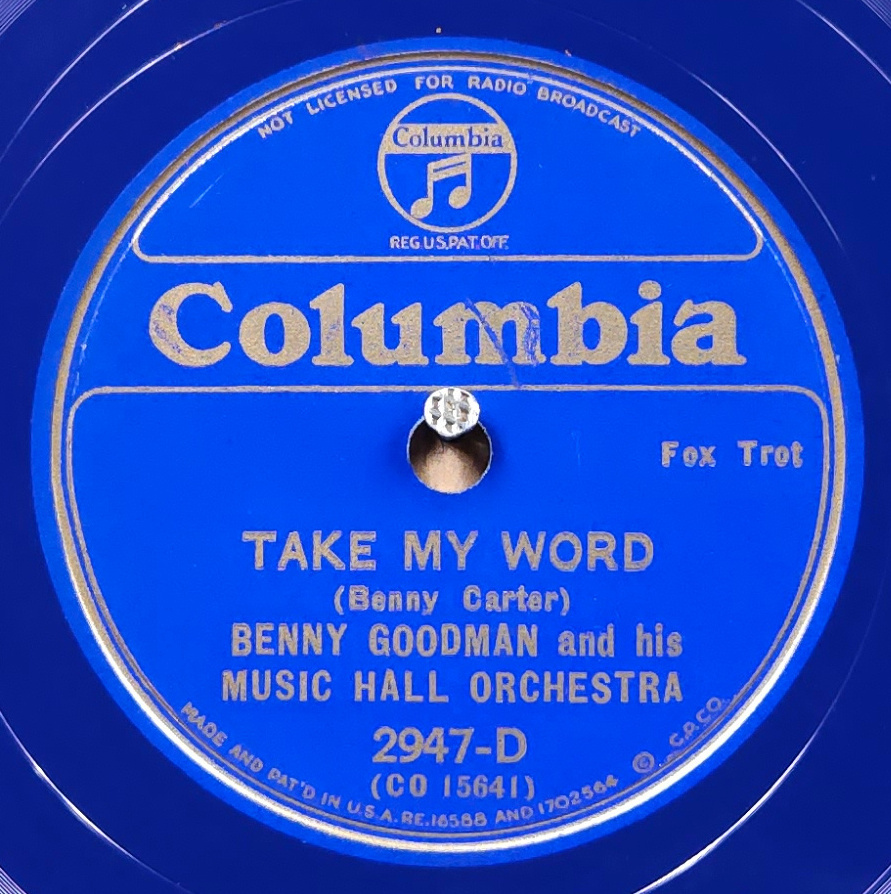 NOT LICENSED FOR RADIO BROADCAST
Columbia
REG.U.S.PAT.OFF.
Columbia
Fox Trot
TAKE MY WORD
(Benny Carter)
BENNY GOODMAN and his
MUSIC HALL ORCHESTRA
2947-D
(CO 15641)
MADE AND PAT'D IN U.S.A. RE.16588 AND 1702564 © C.P.CO.